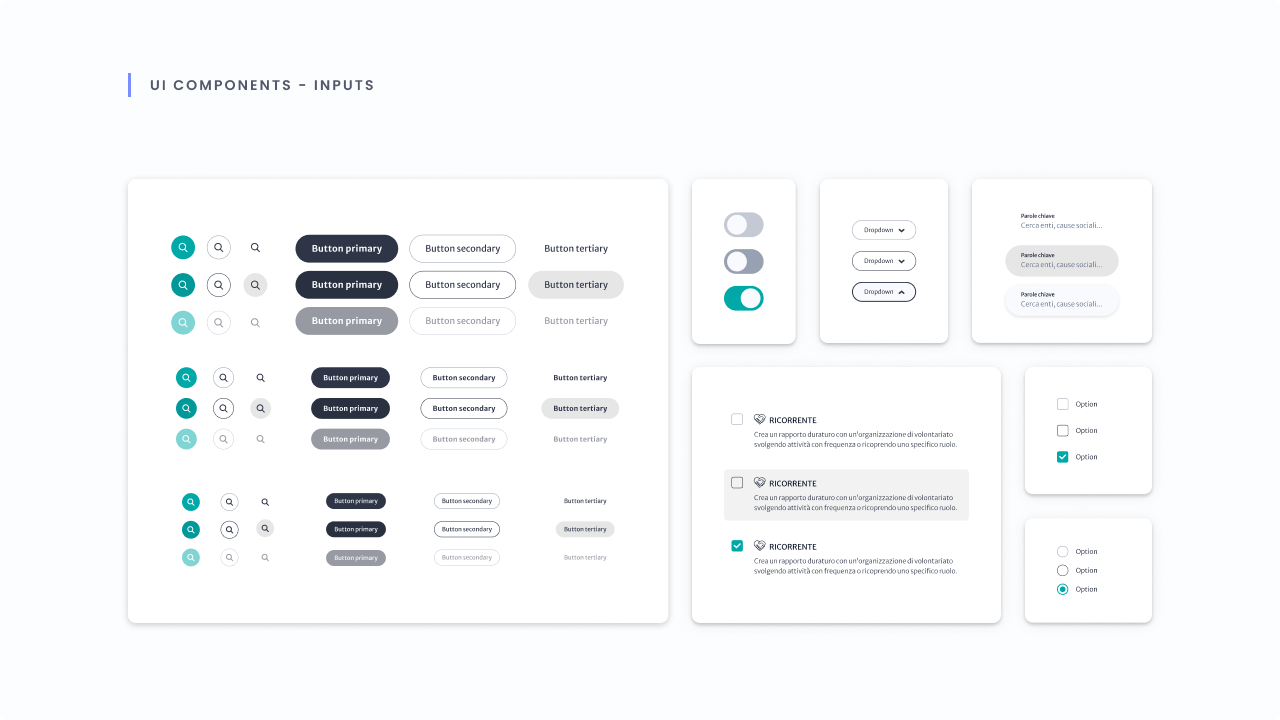 UI COMPONENTS - INPUTS
Button primary
Button secondary
Button tertiary
Button primary
Button secondary
Button tertiary
Button primary
Button secondary
Button tertiary
Button primary
Button secondary
Button tertiary
Button primary
Button secondary
Button tertiary
Button primary
Button secondary
Button tertiary
Button primary
Button secondary
Button tertiary
Button primary
Button secondary
Button tertiary
Button primary
Button secondary
Button tertiary
Dropdown
Dropdown
Dropdown
Parole chiave
Cerca enti, cause sociali...
Parole chiave
Cerca enti, cause sociali...
Parole chiave
Cerca enti, cause sociali...
RICORRENTE
Crea un rapporto duraturo con un'organizzazione di volontariato
svolgendo attività con frequenza o ricoprendo uno specifico ruolo.
RICORRENTE
Crea un rapporto duraturo con un'organizzazione di volontariato
svolgendo attività con frequenza o ricoprendo uno specifico ruolo.
RICORRENTE
Crea un rapporto duraturo con un'organizzazione di volontariato
svolgendo attività con frequenza o ricoprendo uno specifico ruolo.
Option
Option
Option
Option
Option
Option